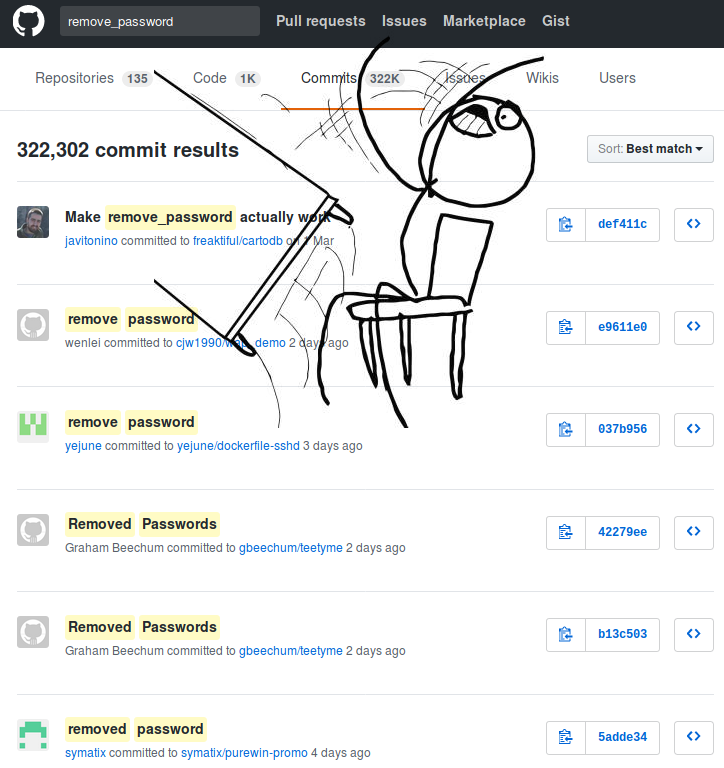 remove_password Pull requests Issues Marketplace Gist
Repositories 135 Code 1K Commits 322K Issues Wikis Users
322,302 commit results Sort: Best match
Make remove_password actually work def411c
javitonino committed to freaktiful/cartodb on 1 Mar
remove password e9611e0
wenlei committed to cjw1990/ demo 2 days ago
remove password 037b956
yejune committed to yejune/dockerfile-sshd 3 days ago
Removed Passwords 42279ee
Graham Beechum committed to gbeechum/teetyme 2 days ago
Removed Passwords b13c503
Graham Beechum committed to gbeechum/teetyme 2 days ago
removed password 5adde34
symatix committed to symatix/purewin-promo 4 days ago